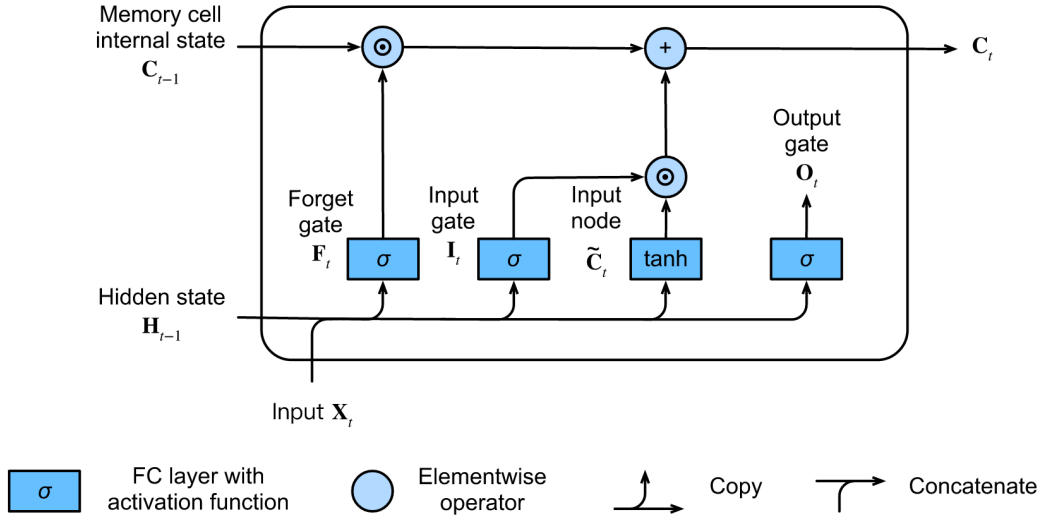 Memory cell
internal state
C_{t−1}
⊙
+
C_t
Output
gate
O_t
⊙
Forget
gate
F_t
Input
gate
I_t
Input
node
C̃_t
σ
σ
tanh
σ
Hidden state
H_{t−1}
Input X_t
σ
FC layer with
activation function
Elementwise
operator
Copy
Concatenate